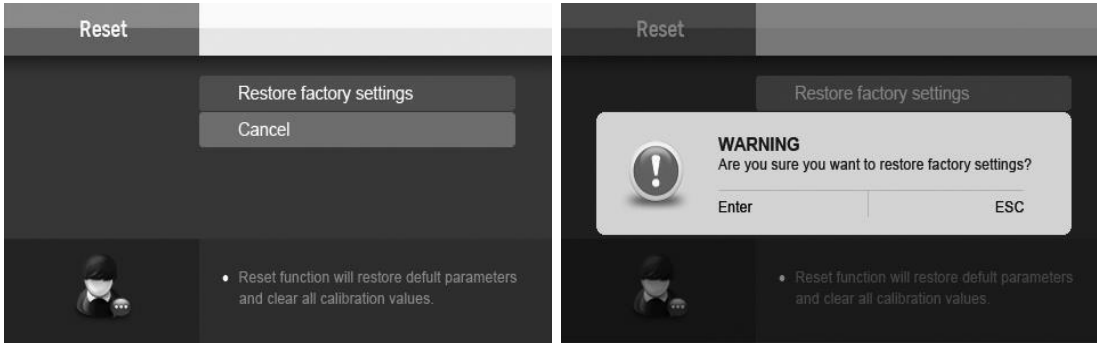 Reset
Restore factory settings
Cancel
Reset function will restore defult parameters
and clear all calibration values.
Reset
Restore factory settings
WARNING
Are you sure you want to restore factory settings?
Enter
ESC
Reset function will restore defult parameters
and clear all calibration values.